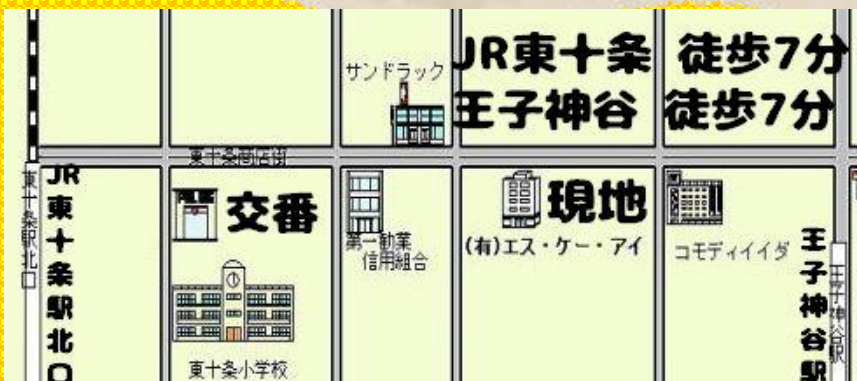 サンドラック
JR東十条 徒歩7分
王子神谷 徒歩7分
東十条商店街
JR東十条駅北口
東十条駅北口
交番
第一勧業
信用組合
現地
(有)エス・ケー・アイ
コモディイイダ
王子神谷駅
王子神谷駅
東十条小学校